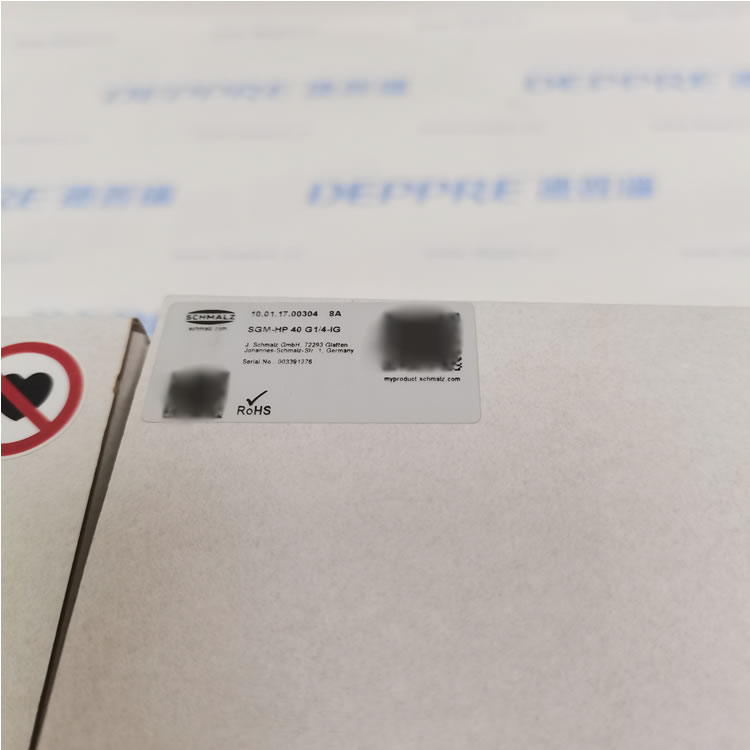 DEPPRE 德普瑞
DEPPRE
DEPPRE 德普瑞
SCHMALZ
schmalz.com
10.01.17.00304 8A
SGM-HP 40 G1/4-IG
J. Schmalz GmbH, 72293 Glatten
Johannes-Schmalz-Str. 1, Germany
Serial No. 003391276
myproduct.schmalz.com
RoHS